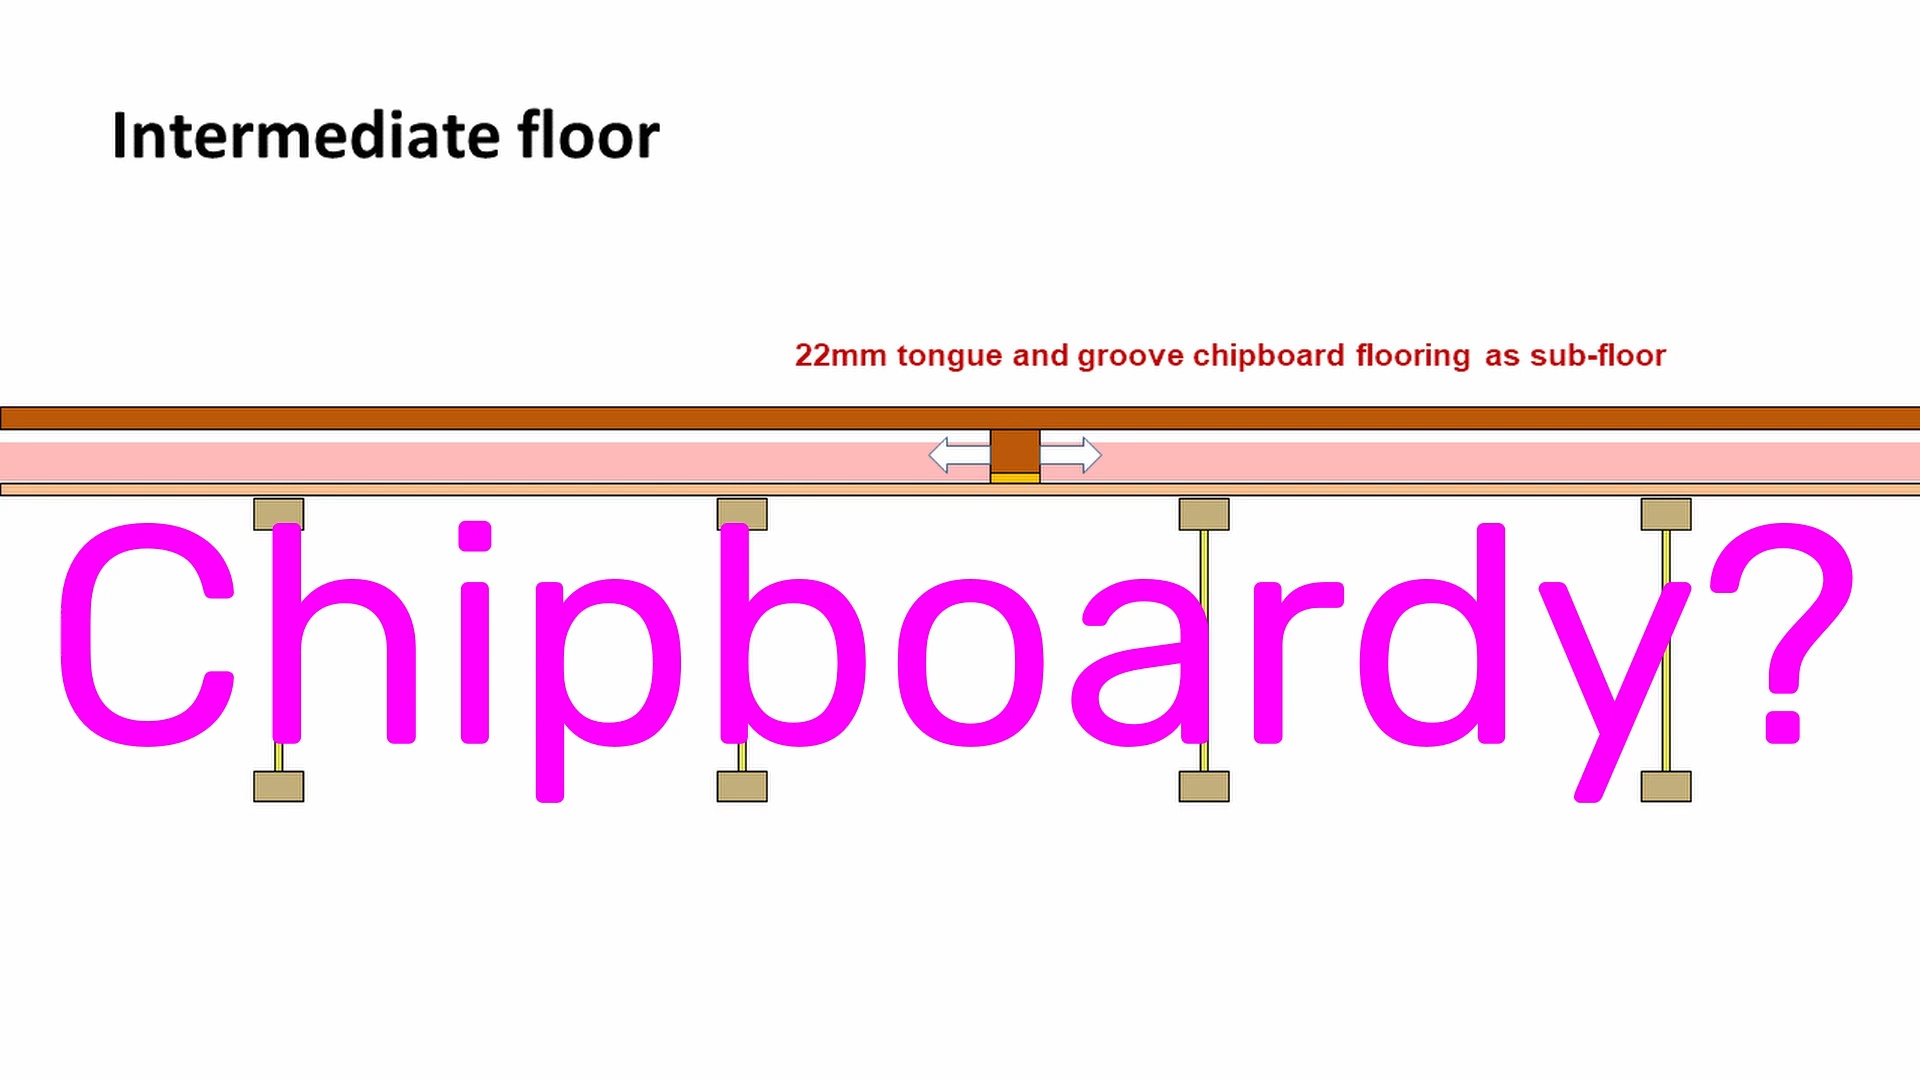 Intermediate floor
22mm tongue and groove chipboard flooring as sub-floor
Chipboardy?